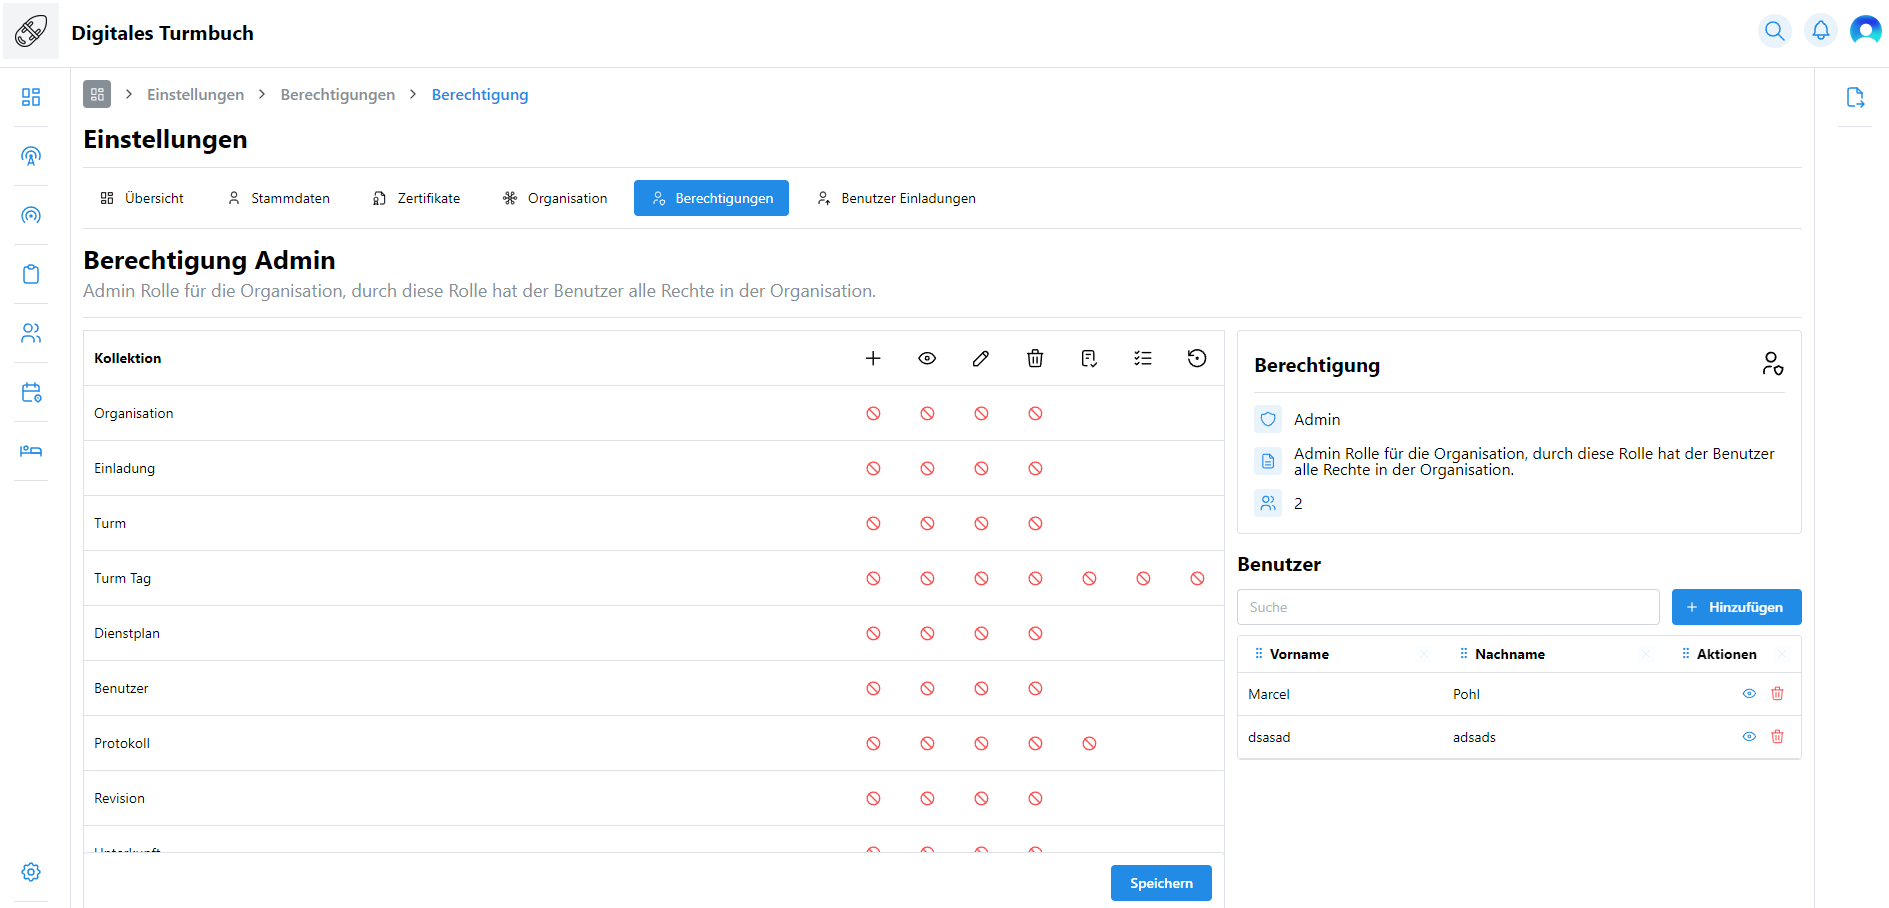 Digitales Turmbuch
Einstellungen
Berechtigungen
Berechtigung
Einstellungen
Übersicht
Stammdaten
Zertifikate
Organisation
Berechtigungen
Benutzer Einladungen
Berechtigung Admin
Admin Rolle für die Organisation, durch diese Rolle hat der Benutzer alle Rechte in der Organisation.
Kollektion
Organisation
Einladung
Turm
Turm Tag
Dienstplan
Benutzer
Protokoll
Revision
Unterkunft
Speichern
Berechtigung
Admin
Admin Rolle für die Organisation, durch diese Rolle hat der Benutzer
alle Rechte in der Organisation.
2
Benutzer
Suche
Hinzufügen
Vorname
Nachname
Aktionen
Marcel
Pohl
dsasad
adsads